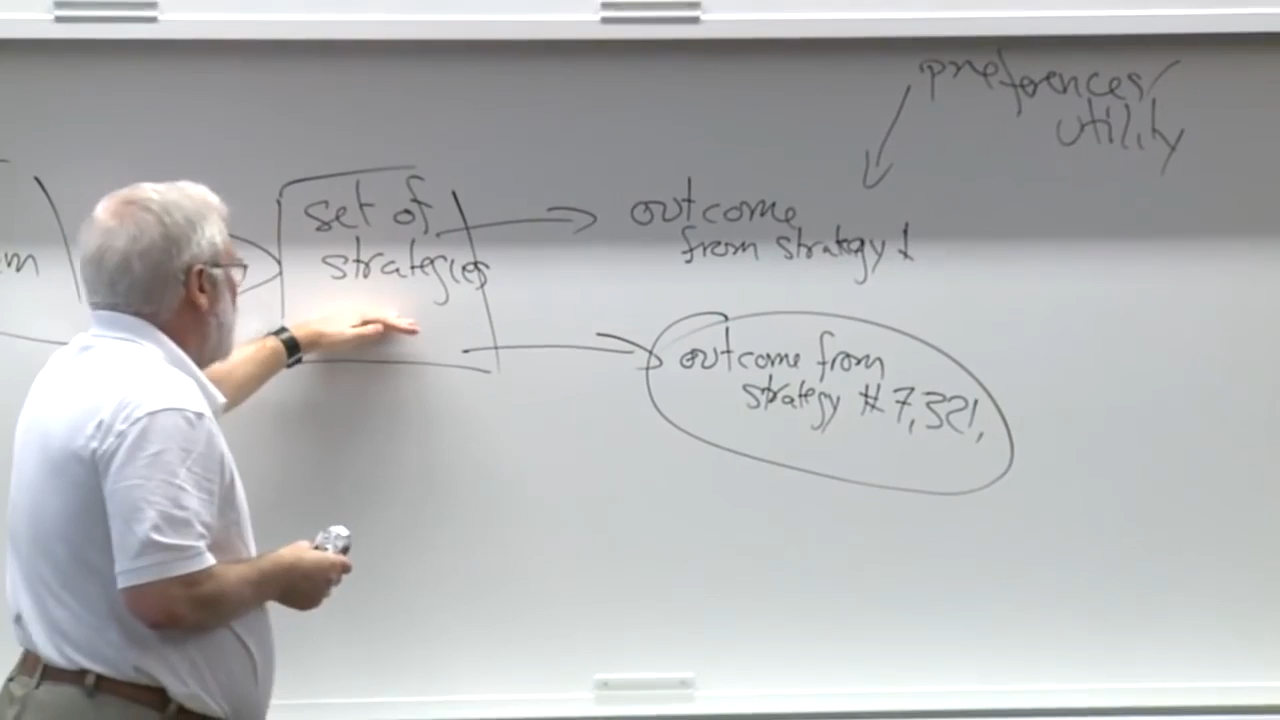 preferences/
utility
set of
strategies
outcome
from strategy 1
outcome from
strategy #7,321,